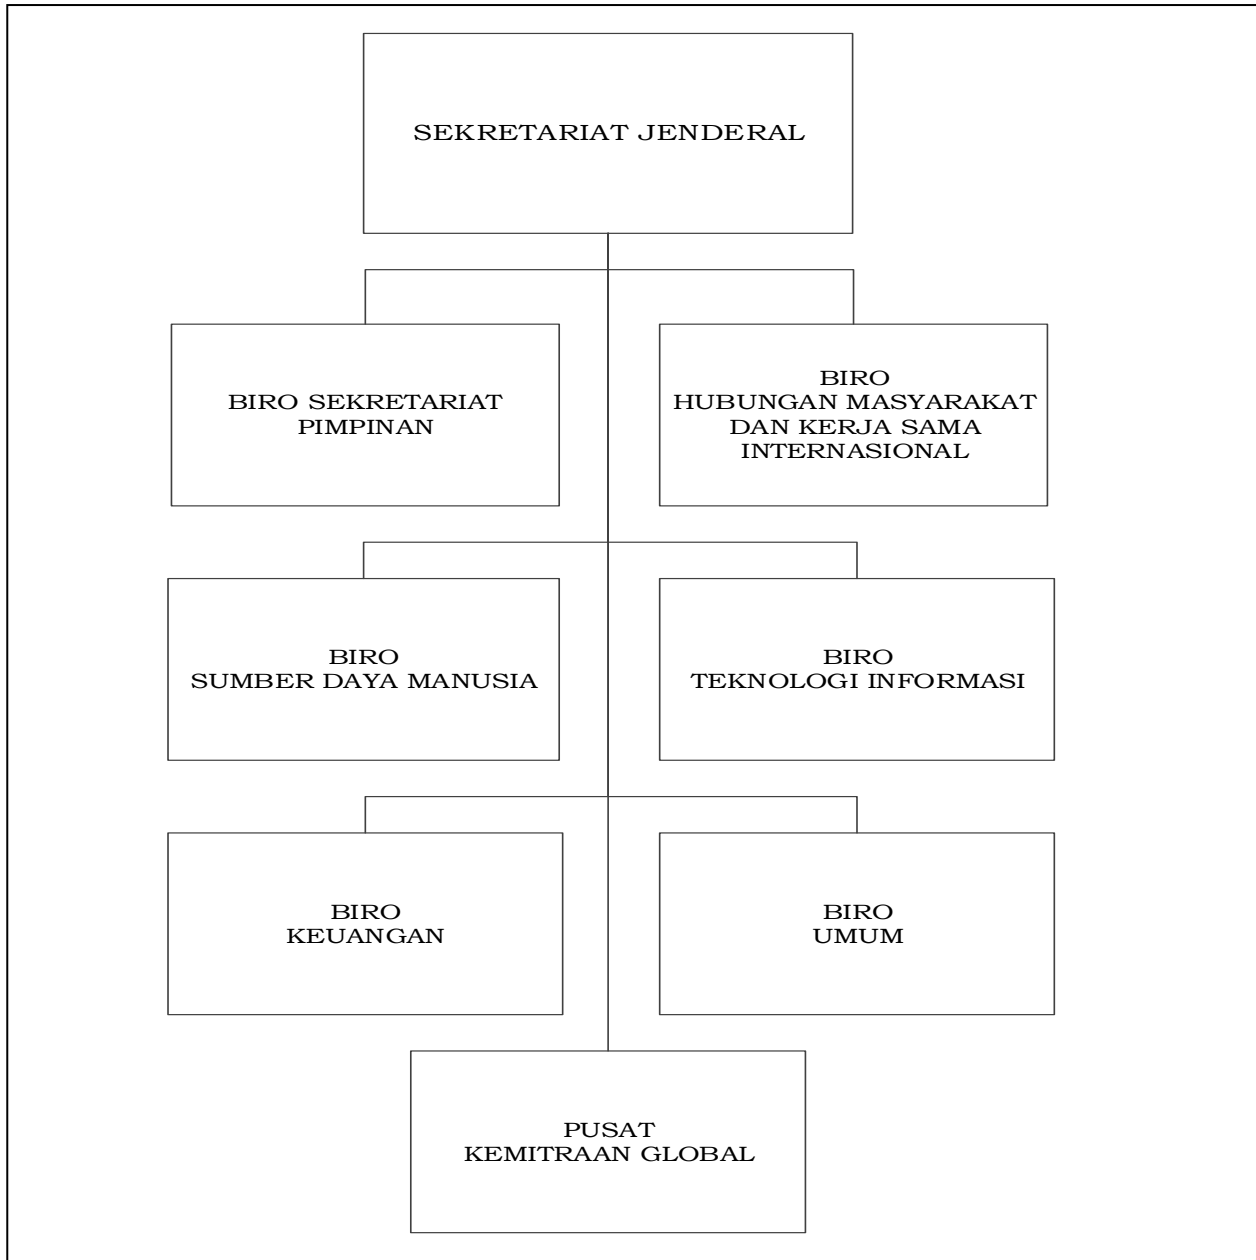 SEKRETARIAT JENDERAL
BIRO SEKRETARIAT
PIMPINAN
BIRO
HUBUNGAN MASYARAKAT
DAN KERJA SAMA
INTERNASIONAL
BIRO
SUMBER DAYA MANUSIA
BIRO
TEKNOLOGI INFORMASI
BIRO
KEUANGAN
BIRO
UMUM
PUSAT
KEMITRAAN GLOBAL